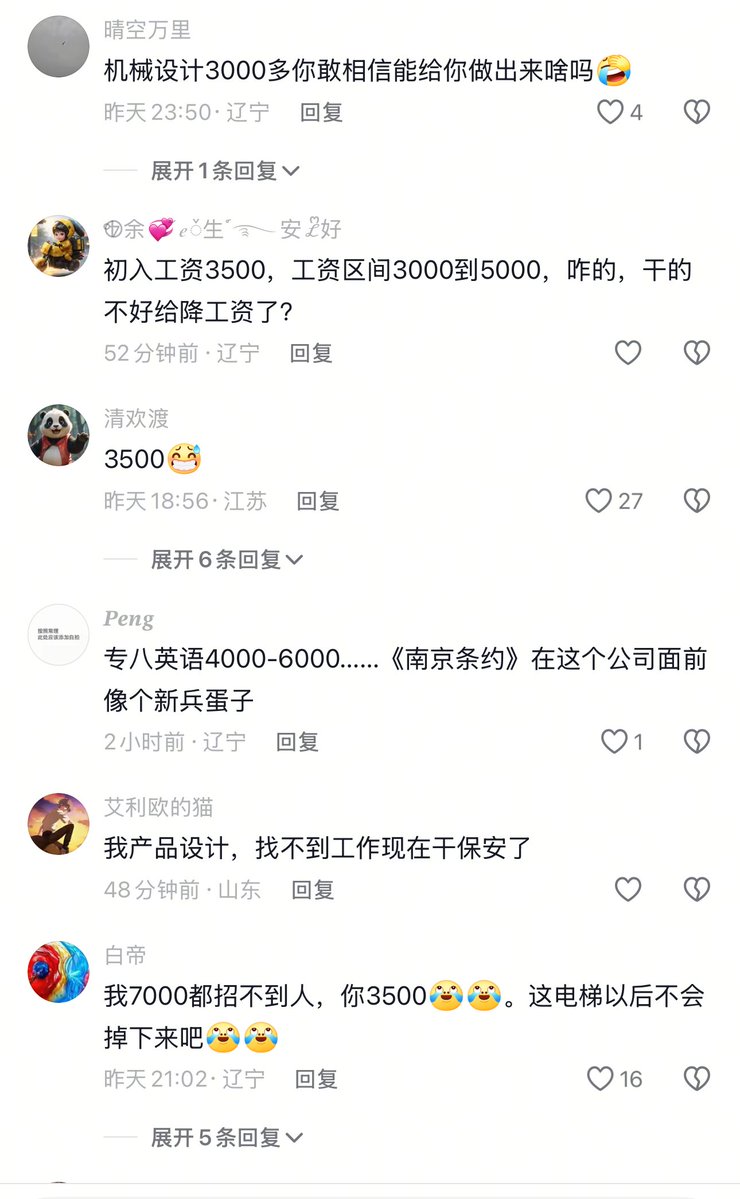 晴空万里
机械设计3000多你敢相信能给你做出来啥吗🤣
昨天23:50·辽宁 回复
4
展开1条回复
余💞生 安 好
初入工资3500，工资区间3000到5000，咋的，干的
不好给降工资了?
52分钟前·辽宁 回复
清欢渡
3500😅
昨天18:56·江苏 回复
27
展开6条回复
Peng
专八英语4000-6000......《南京条约》在这个公司面前
像个新兵蛋子
2小时前·辽宁 回复
1
艾利欧的猫
我产品设计，找不到工作现在干保安了
48分钟前·山东 回复
白帝
我7000都招不到人，你3500😂😂。这电梯以后不会
掉下来吧😂😂
昨天21:02·辽宁 回复
16
展开5条回复